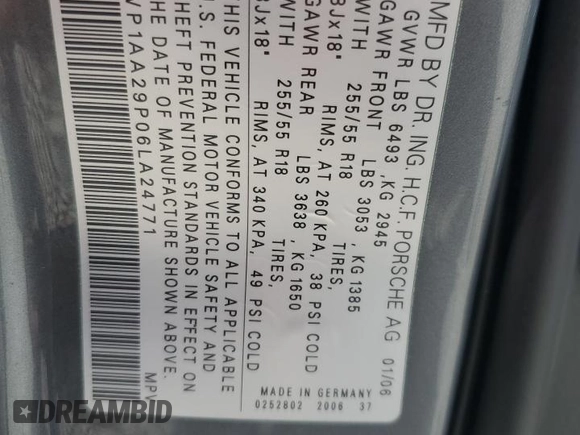 MFD BY DR. ING. H.C.F. PORSCHE AG 01/06
GVWR LBS 6493 ,KG 2945
GAWR FRONT LBS 3053 , KG 1385
WITH 255/55 R18 TIRES,
8Jx18" RIMS, AT 260 KPA, 38 PSI COLD
GAWR REAR LBS 3638 , KG 1650
WITH 255/55 R18 TIRES,
8Jx18" RIMS, AT 340 KPA, 49 PSI COLD
THIS VEHICLE CONFORMS TO ALL APPLICABLE
U.S. FEDERAL MOTOR VEHICLE SAFETY AND
THEFT PREVENTION STANDARDS IN EFFECT ON
THE DATE OF MANUFACTURE SHOWN ABOVE.
WP1AA29P06LA24771 MPV
MADE IN GERMANY
0252802 2006 37
DREAMBID